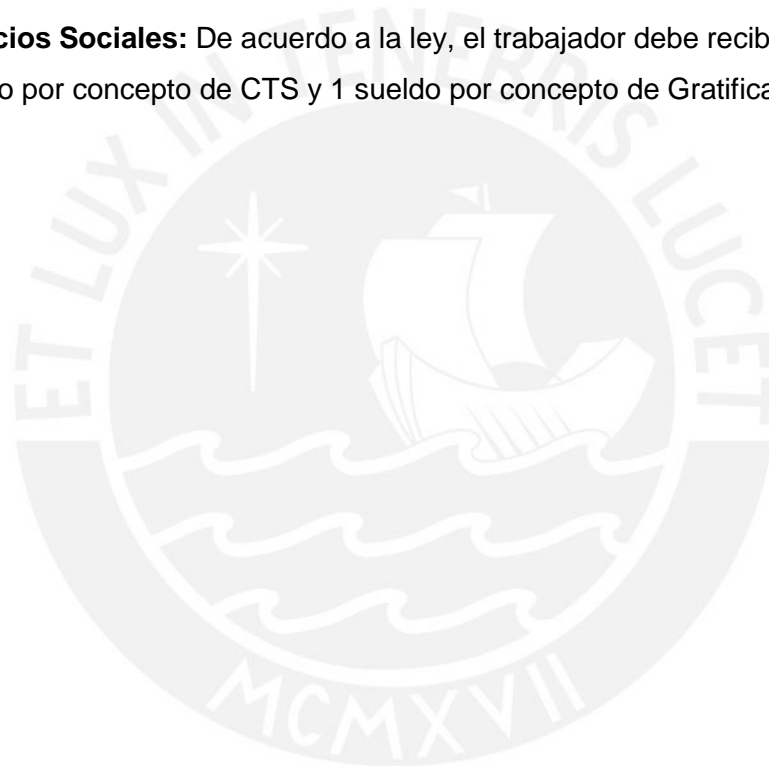 cios Sociales: De acuerdo a la ley, el trabajador debe recib
o por concepto de CTS y 1 sueldo por concepto de Gratifica
ET LUX IN TENEBRIS LUCET
MCMXVII